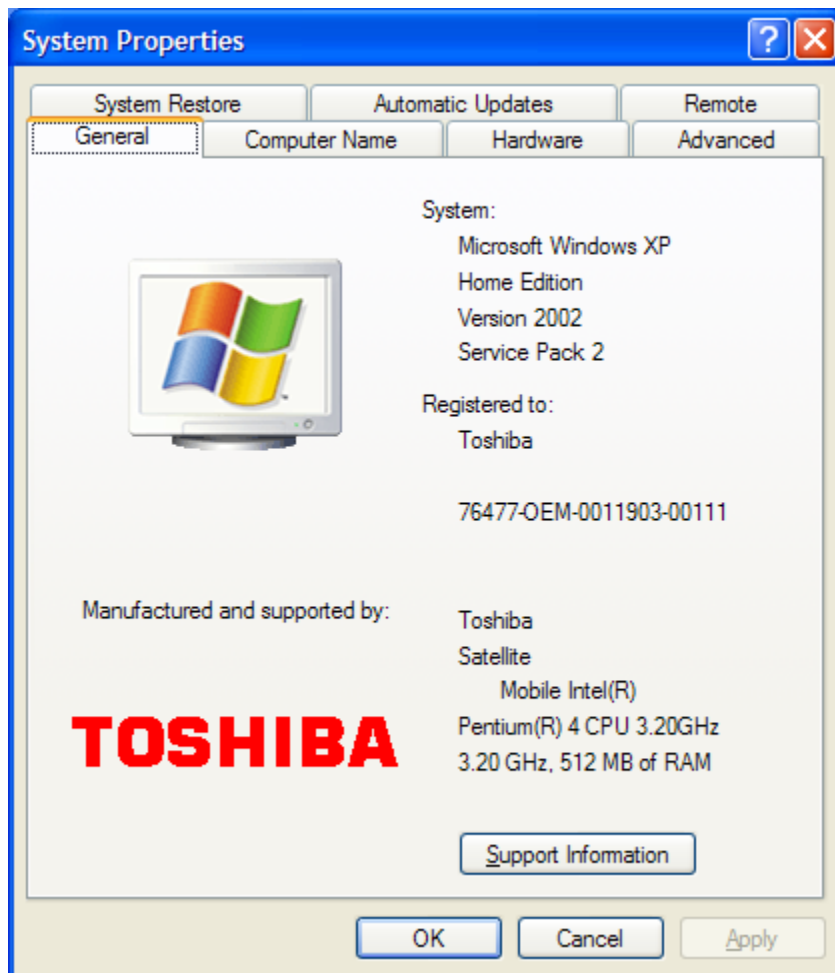 System Properties
System Restore Automatic Updates Remote
General Computer Name Hardware Advanced
System:
Microsoft Windows XP
Home Edition
Version 2002
Service Pack 2
Registered to:
Toshiba
76477-OEM-0011903-00111
Manufactured and supported by:
TOSHIBA
Toshiba
Satellite
Mobile Intel(R)
Pentium(R) 4 CPU 3.20GHz
3.20 GHz, 512 MB of RAM
Support Information
OK Cancel Apply